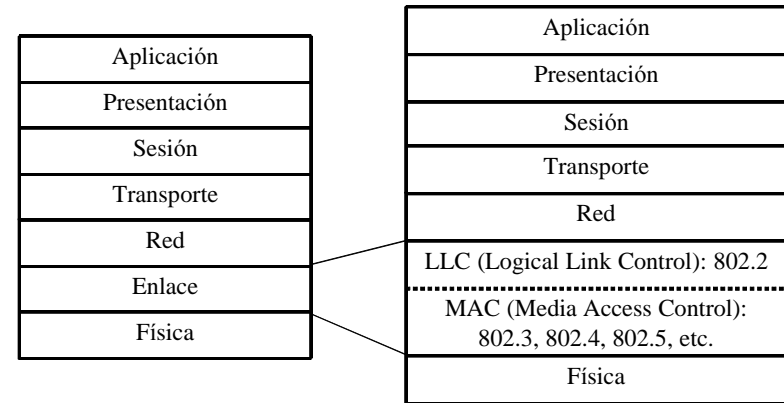 Aplicación
Presentación
Sesión
Transporte
Red
Enlace
Física
Aplicación
Presentación
Sesión
Transporte
Red
LLC (Logical Link Control): 802.2
MAC (Media Access Control):
802.3, 802.4, 802.5, etc.
Física